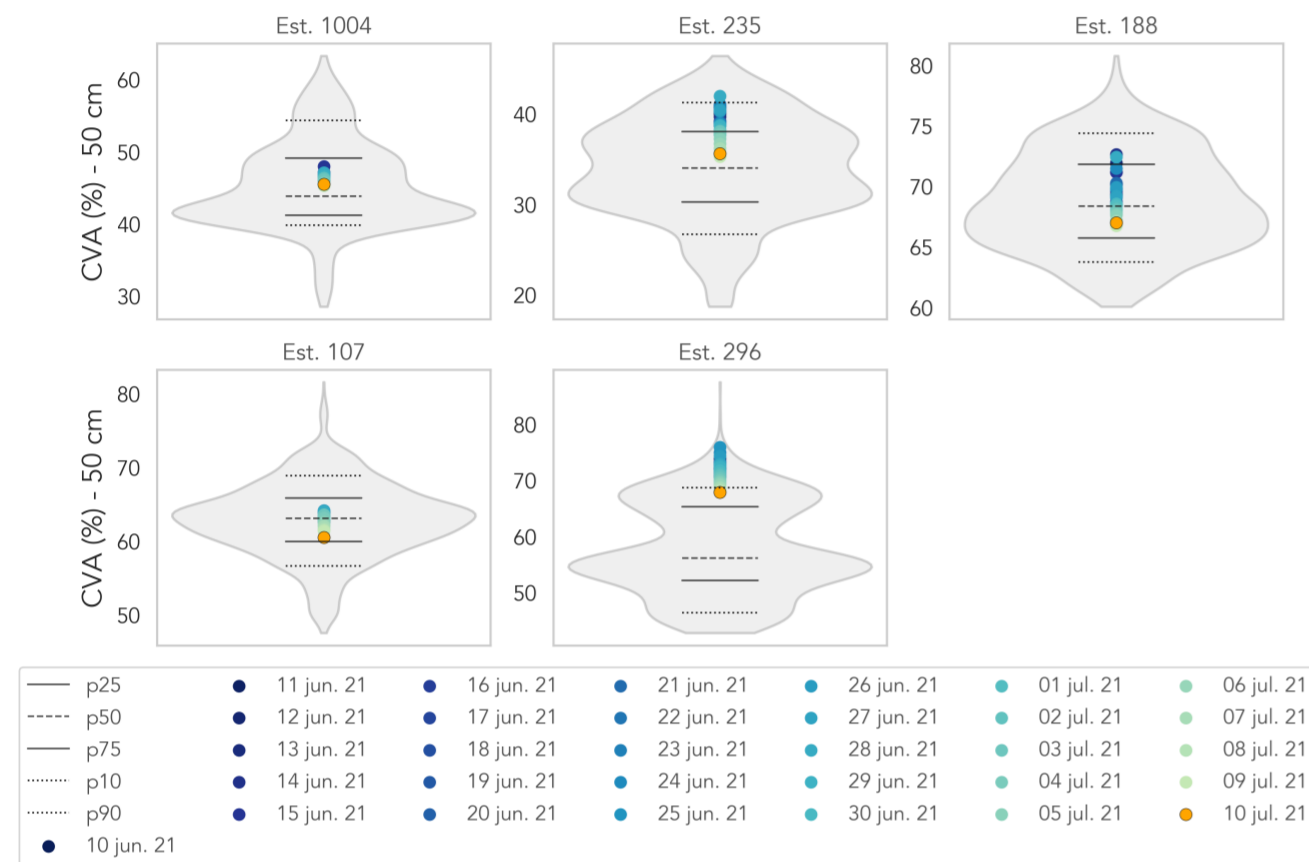 Est. 1004
Est. 235
Est. 188
CVA (%) - 50 cm
60
50
40
30
40
30
20
80
75
70
65
60
Est. 107
Est. 296
CVA (%) - 50 cm
80
70
60
50
80
70
60
50
p25 11 jun. 21 16 jun. 21 21 jun. 21 26 jun. 21 01 jul. 21 06 jul. 21
p50 12 jun. 21 17 jun. 21 22 jun. 21 27 jun. 21 02 jul. 21 07 jul. 21
p75 13 jun. 21 18 jun. 21 23 jun. 21 28 jun. 21 03 jul. 21 08 jul. 21
p10 14 jun. 21 19 jun. 21 24 jun. 21 29 jun. 21 04 jul. 21 09 jul. 21
p90 15 jun. 21 20 jun. 21 25 jun. 21 30 jun. 21 05 jul. 21 10 jul. 21
10 jun. 21